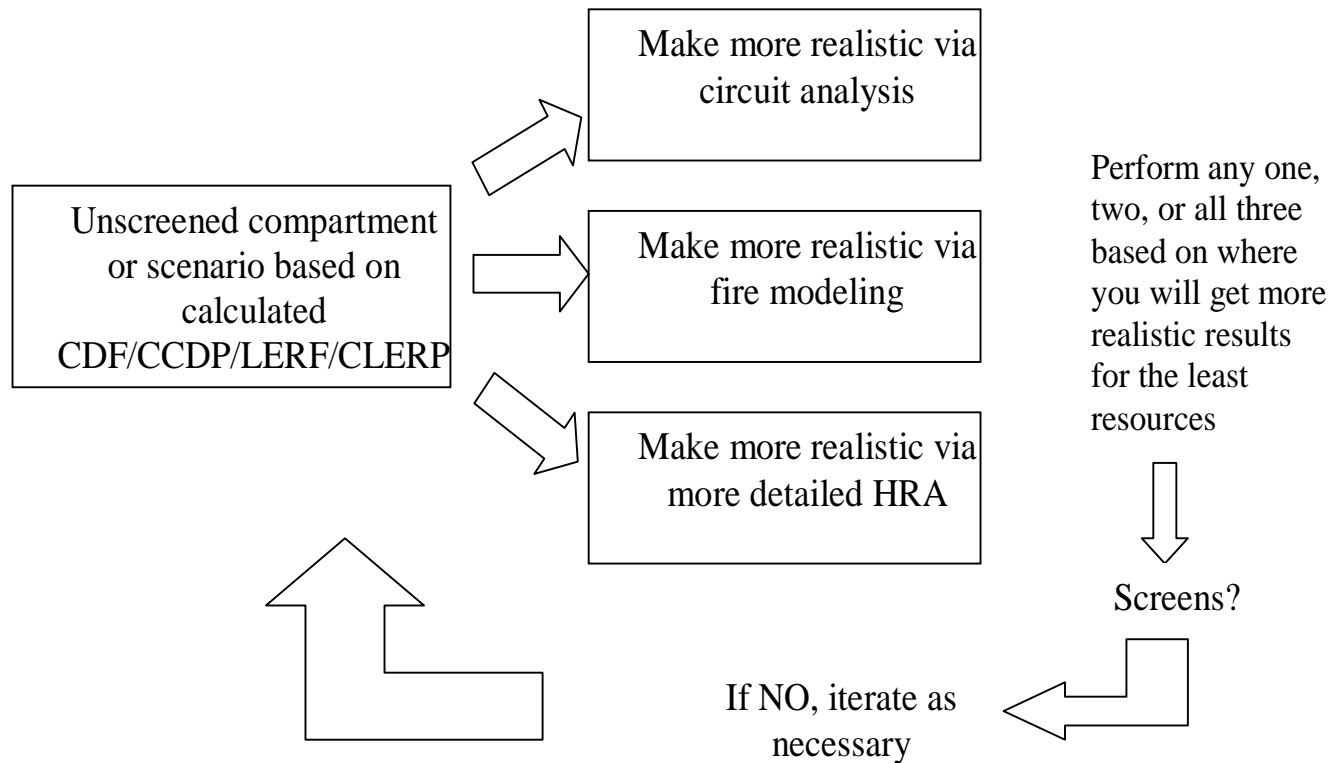 Unscreened compartment
or scenario based on
calculated
CDF/CCDP/LERF/CLERP
Make more realistic via
circuit analysis
Make more realistic via
fire modeling
Make more realistic via
more detailed HRA
Perform any one,
two, or all three
based on where
you will get more
realistic results
for the least
resources
Screens?
If NO, iterate as
necessary